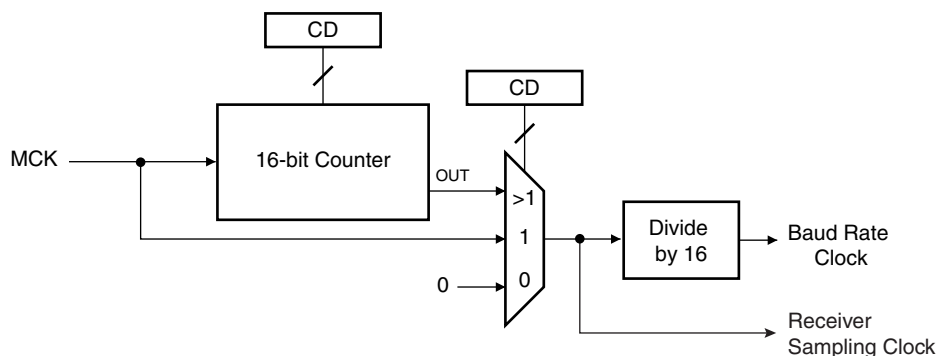 CD
CD
MCK
16-bit Counter
OUT
>1
1
0
0
Divide
by 16
Baud Rate
Clock
Receiver
Sampling Clock